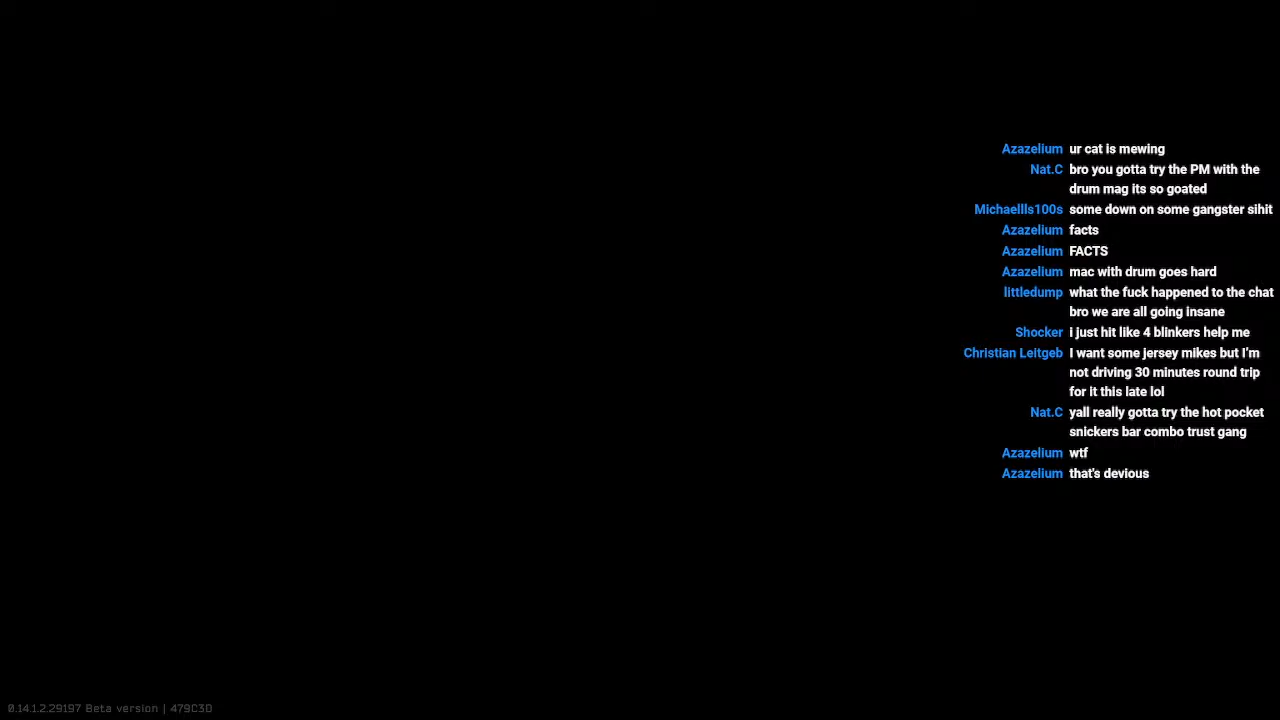 Azazelium ur cat is mewing
Nat.C bro you gotta try the PM with the
drum mag its so goated
Michaellls100s some down on some gangster sihit
Azazelium facts
Azazelium FACTS
Azazelium mac with drum goes hard
littledump what the fuck happened to the chat
bro we are all going insane
Shocker i just hit like 4 blinkers help me
Christian Leitgeb I want some jersey mikes but I'm
not driving 30 minutes round trip
for it this late lol
Nat.C yall really gotta try the hot pocket
snickers bar combo trust gang
Azazelium wtf
Azazelium that's devious
0.14.1.2.29197 Beta version | 479C3D